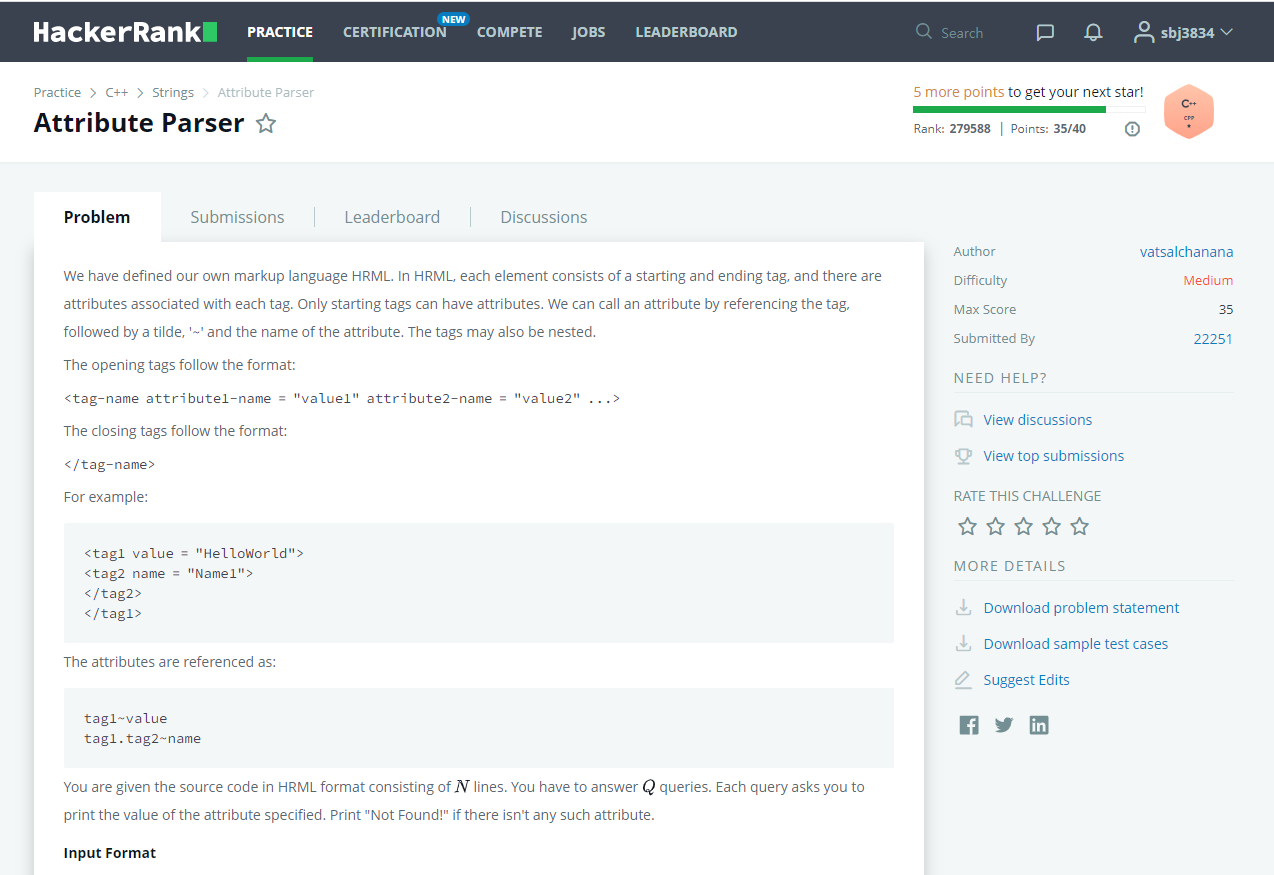 HackerRank
PRACTICE
CERTIFICATION
NEW
COMPETE
JOBS
LEADERBOARD
Search
sbj3834
Practice > C++ > Strings > Attribute Parser
Attribute Parser
5 more points to get your next star!
Rank: 279588 | Points: 35/40
C++
CPP
Problem
Submissions
Leaderboard
Discussions
We have defined our own markup language HRML. In HRML, each element consists of a starting and ending tag, and there are
attributes associated with each tag. Only starting tags can have attributes. We can call an attribute by referencing the tag,
followed by a tilde, '~' and the name of the attribute. The tags may also be nested.
The opening tags follow the format:
<tag-name attribute1-name = "value1" attribute2-name = "value2" ...>
The closing tags follow the format:
</tag-name>
For example:
<tag1 value = "HelloWorld">
<tag2 name = "Name1">
</tag2>
</tag1>
The attributes are referenced as:
tag1~value
tag1.tag2~name
You are given the source code in HRML format consisting of N lines. You have to answer Q queries. Each query asks you to
print the value of the attribute specified. Print "Not Found!" if there isn't any such attribute.
Input Format
Author vatsalchanana
Difficulty Medium
Max Score 35
Submitted By 22251
NEED HELP?
View discussions
View top submissions
RATE THIS CHALLENGE
MORE DETAILS
Download problem statement
Download sample test cases
Suggest Edits